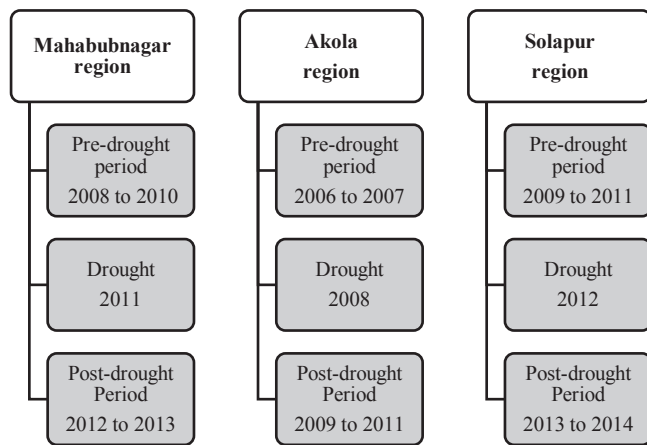 Mahabubnagar
region
Pre-drought
period
2008 to 2010
Drought
2011
Post-drought
Period
2012 to 2013
Akola
region
Pre-drought
period
2006 to 2007
Drought
2008
Post-drought
Period
2009 to 2011
Solapur
region
Pre-drought
period
2009 to 2011
Drought
2012
Post-drought
Period
2013 to 2014